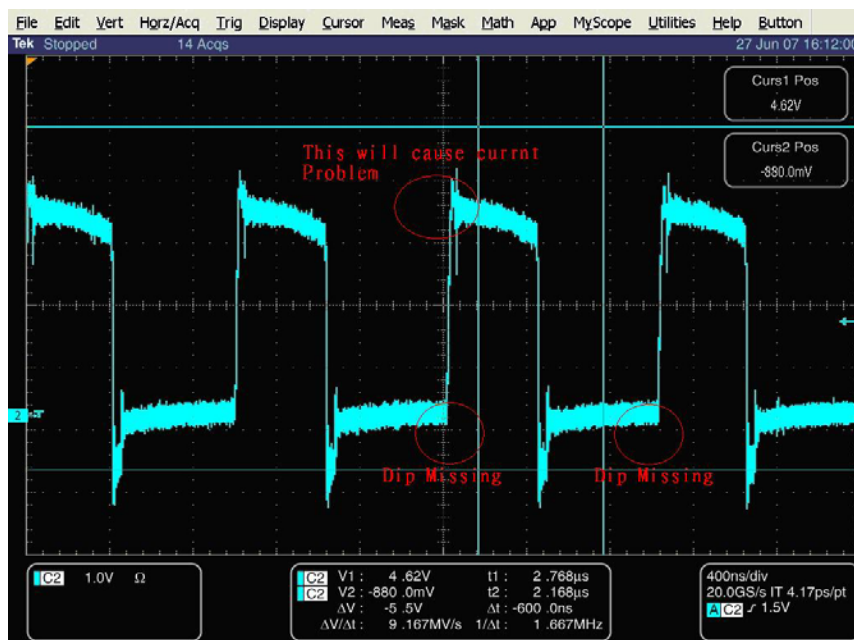 File Edit Vert Horz/Acq Trig Display Cursor Meas Mask Math App MyScope Utilities Help Button
Tek Stopped 14 Acqs 27 Jun 07 16:12:00
Curs1 Pos
4.62V
Curs2 Pos
-880.0mV
This will cause currnt
Problem
2
Dip Missing Dip Missing
C2 1.0V Ω
C2 V1 : 4 .62V t1 : 2 .768µs
C2 V2 : -880 .0mV t2 : 2 .168µs
ΔV : -5 .5V Δt : -600 .0ns
ΔV/Δt : 9 .167MV/s 1/Δt : 1 .667MHz
400ns/div
20.0GS/s IT 4.17ps/pt
A C2 1.5V